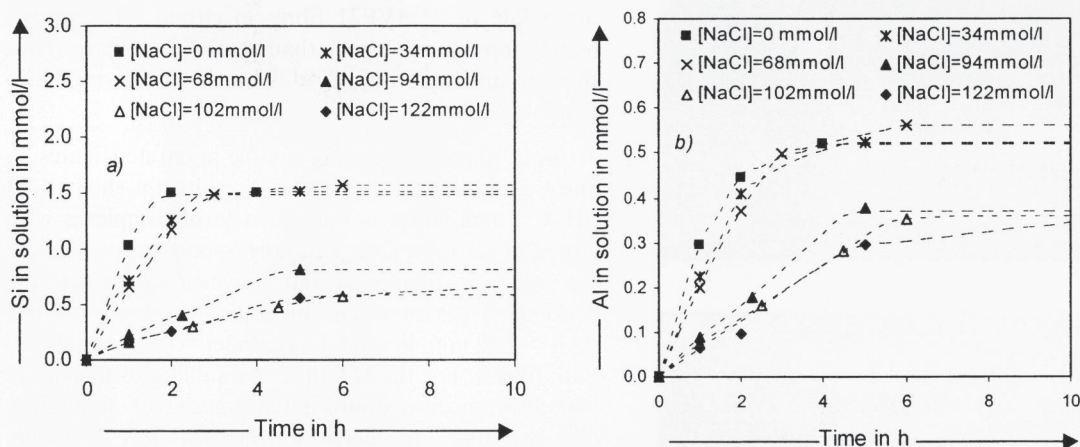 Si in solution in mmol/l
3.0
2.5
2.0
1.5
1.0
0.5
0.0
[NaCl]=0 mmol/l
[NaCl]=34mmol/l
[NaCl]=68mmol/l
[NaCl]=94mmol/l
[NaCl]=102mmol/l
[NaCl]=122mmol/l
a)
0 2 4 6 8 10
Time in h
Al in solution in mmol/l
0.8
0.7
0.6
0.5
0.4
0.3
0.2
0.1
0.0
[NaCl]=0 mmol/l
[NaCl]=34mmol/l
[NaCl]=68mmol/l
[NaCl]=94mmol/l
[NaCl]=102mmol/l
[NaCl]=122mmol/l
b)
0 2 4 6 8 10
Time in h